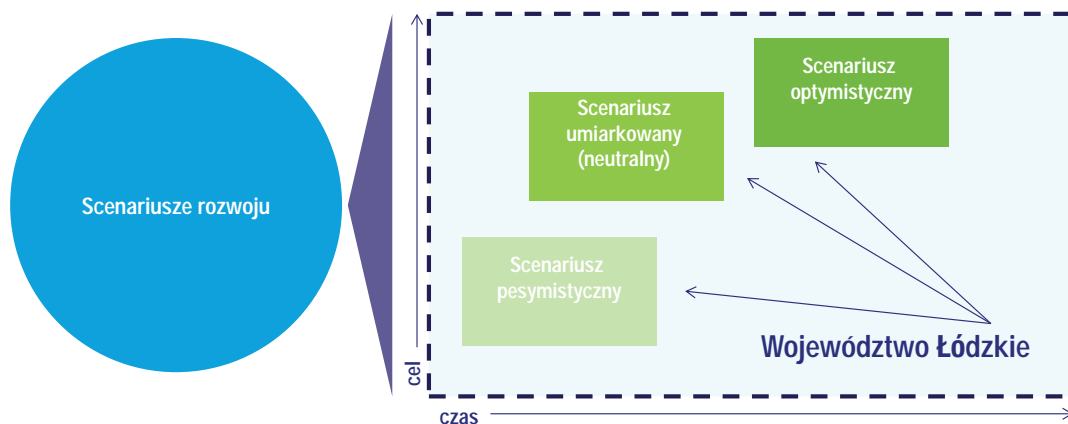 Scenariusze rozwoju
Scenariusz
optymistyczny
Scenariusz
umiarkowany
(neutralny)
Scenariusz
pesymistyczny
Województwo Łódzkie
cel
czas